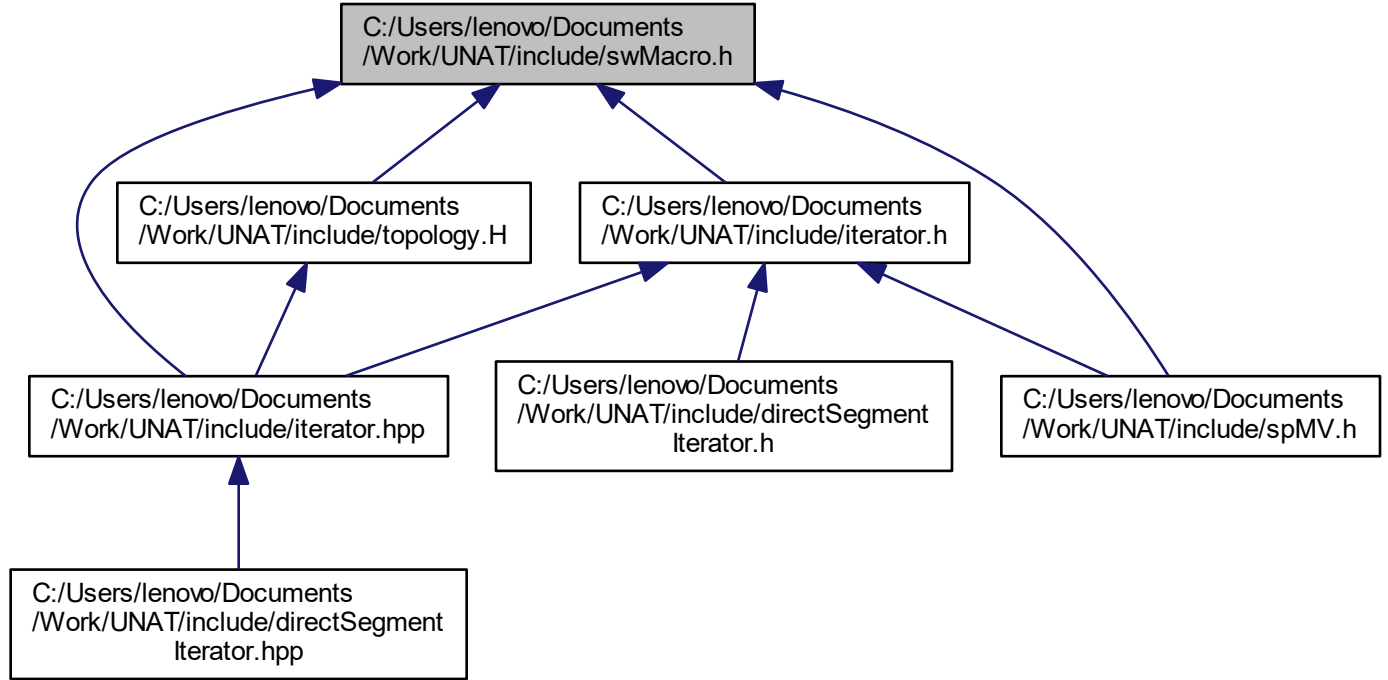 C:/Users/lenovo/Documents
/Work/UNAT/include/swMacro.h
C:/Users/lenovo/Documents
/Work/UNAT/include/topology.H
C:/Users/lenovo/Documents
/Work/UNAT/include/iterator.h
C:/Users/lenovo/Documents
/Work/UNAT/include/iterator.hpp
C:/Users/lenovo/Documents
/Work/UNAT/include/directSegment
Iterator.h
C:/Users/lenovo/Documents
/Work/UNAT/include/spMV.h
C:/Users/lenovo/Documents
/Work/UNAT/include/directSegment
Iterator.hpp